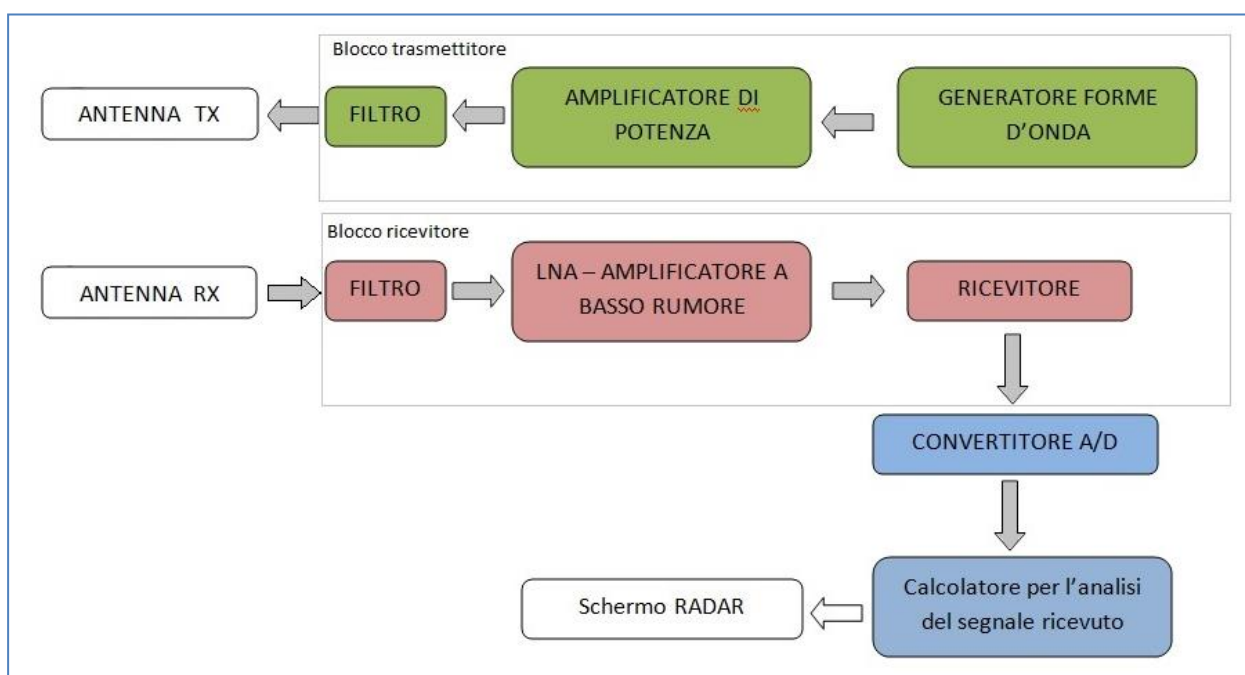 Blocco trasmettitore
ANTENNA TX
FILTRO
AMPLIFICATORE DI
POTENZA
GENERATORE FORME
D’ONDA
Blocco ricevitore
ANTENNA RX
FILTRO
LNA – AMPLIFICATORE A
BASSO RUMORE
RICEVITORE
CONVERTITORE A/D
Calcolatore per l’analisi
del segnale ricevuto
Schermo RADAR